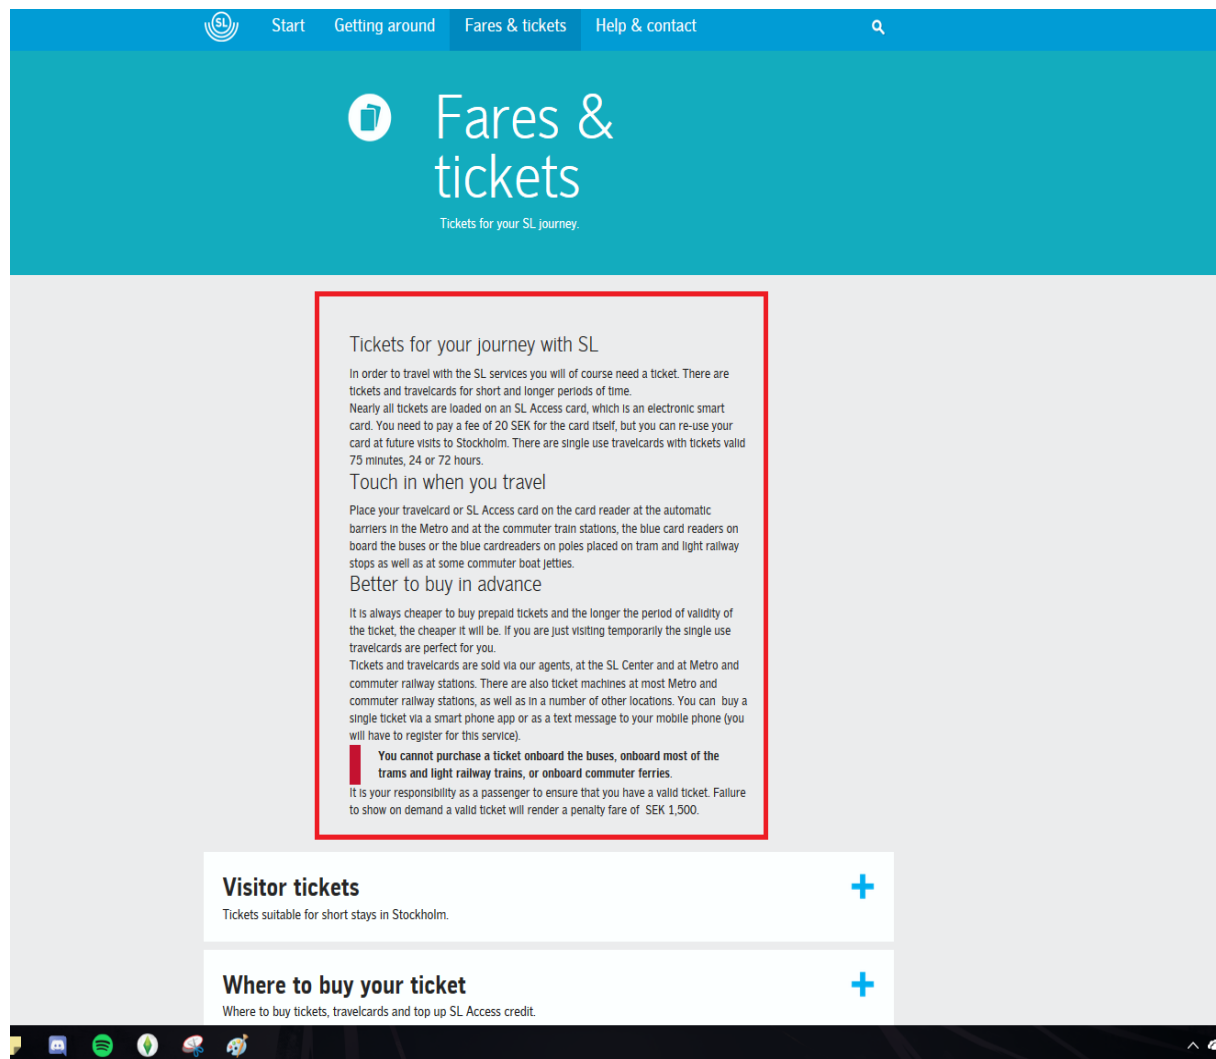 SL Start Getting around Fares & tickets Help & contact
Fares &
tickets
Tickets for your SL journey.
Tickets for your journey with SL
In order to travel with the SL services you will of course need a ticket. There are
tickets and travelcards for short and longer periods of time.
Nearly all tickets are loaded on an SL Access card, which is an electronic smart
card. You need to pay a fee of 20 SEK for the card itself, but you can re-use your
card at future visits to Stockholm. There are single use travelcards with tickets valid
75 minutes, 24 or 72 hours.
Touch in when you travel
Place your travelcard or SL Access card on the card reader at the automatic
barriers in the Metro and at the commuter train stations, the blue card readers on
board the buses or the blue cardreaders on poles placed on tram and light railway
stops as well as at some commuter boat jetties.
Better to buy in advance
It is always cheaper to buy prepaid tickets and the longer the period of validity of
the ticket, the cheaper it will be. If you are just visiting temporarily the single use
travelcards are perfect for you.
Tickets and travelcards are sold via our agents, at the SL Center and at Metro and
commuter railway stations. There are also ticket machines at most Metro and
commuter railway stations, as well as in a number of other locations. You can buy a
single ticket via a smart phone app or as a text message to your mobile phone (you
will have to register for this service).
You cannot purchase a ticket onboard the buses, onboard most of the
trams and light railway trains, or onboard commuter ferries.
It is your responsibility as a passenger to ensure that you have a valid ticket. Failure
to show on demand a valid ticket will render a penalty fare of SEK 1,500.
Visitor tickets
Tickets suitable for short stays in Stockholm.
Where to buy your ticket
Where to buy tickets, travelcards and top up SL Access credit.